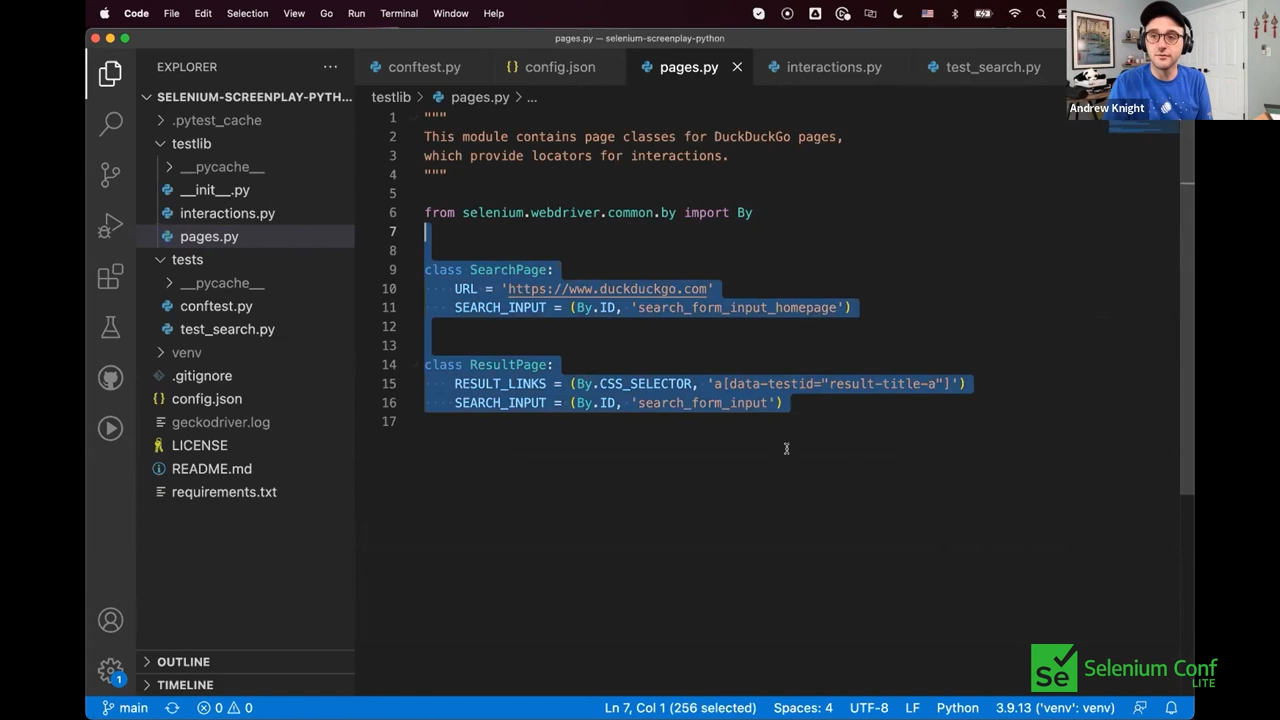 Code File Edit Selection View Go Run Terminal Window Help
pages.py — selenium-screenplay-python
EXPLORER
SELENIUM-SCREENPLAY-PYTH...
.pytest_cache
testlib
__pycache__
__init__.py
interactions.py
pages.py
tests
__pycache__
conftest.py
test_search.py
venv
.gitignore
config.json
geckodriver.log
LICENSE
README.md
requirements.txt
OUTLINE
TIMELINE
conftest.py config.json pages.py interactions.py test_search.py
testlib > pages.py > ...
1 """
2 This module contains page classes for DuckDuckGo pages,
3 which provide locators for interactions.
4 """
5
6 from selenium.webdriver.common.by import By
7
8
9 class SearchPage:
10 URL = 'https://www.duckduckgo.com'
11 SEARCH_INPUT = (By.ID, 'search_form_input_homepage')
12
13
14 class ResultPage:
15 RESULT_LINKS = (By.CSS_SELECTOR, 'a[data-testid="result-title-a"]')
16 SEARCH_INPUT = (By.ID, 'search_form_input')
17
Andrew Knight
Se Selenium Conf
LITE
1
main 0 0 Ln 7, Col 1 (256 selected) Spaces: 4 UTF-8 LF Python 3.9.13 ('venv': venv)